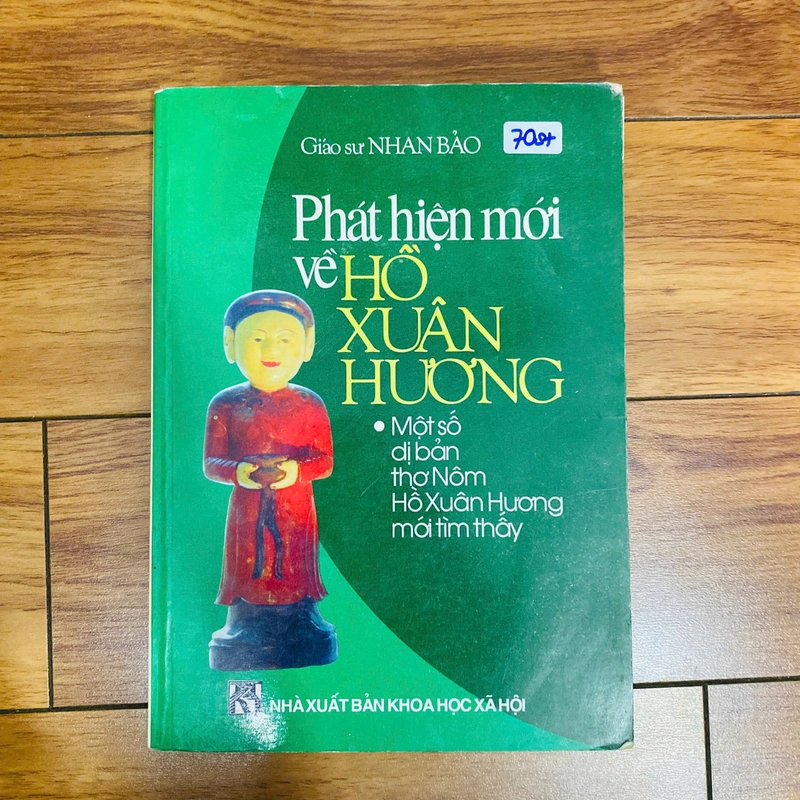 Giáo sư NHAN BẢO
Phát hiện mới
về HỒ
XUÂN
HƯƠNG
• Một số
dị bản
thơ Nôm
Hồ Xuân Hương
mới tìm thấy
NHÀ XUẤT BẢN KHOA HỌC XÃ HỘI